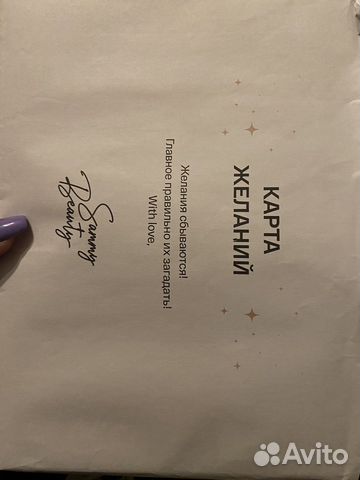 КАРТА
ЖЕЛАНИЙ
Желания сбываются!
Главное правильно их загадать!
With love,
Sammy
Beauty
Avito